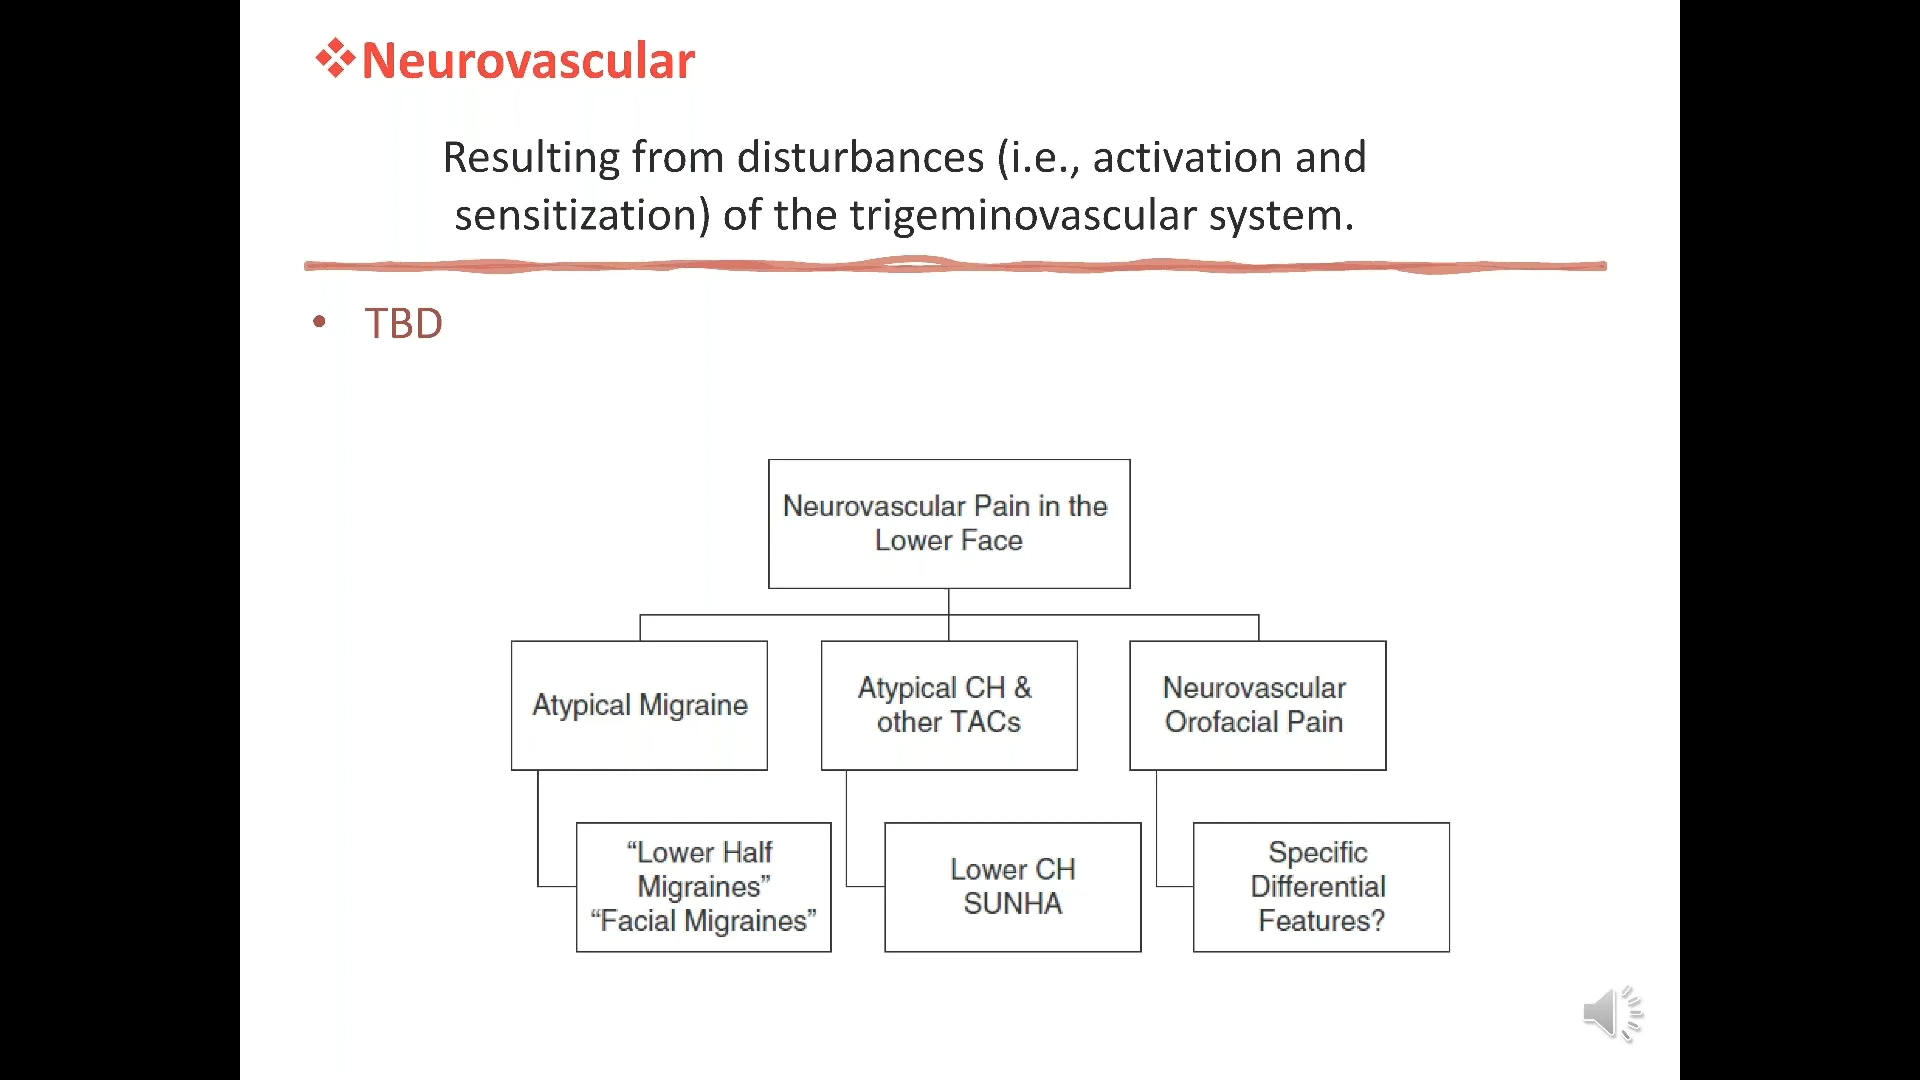 ❖Neurovascular
Resulting from disturbances (i.e., activation and
sensitization) of the trigeminovascular system.
• TBD
Neurovascular Pain in the
Lower Face
Atypical Migraine
Atypical CH &
other TACs
Neurovascular
Orofacial Pain
“Lower Half
Migraines”
“Facial Migraines”
Lower CH
SUNHA
Specific
Differential
Features?